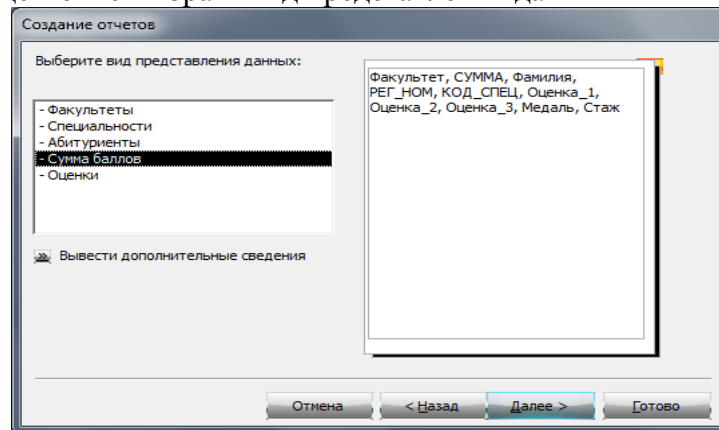 Создание отчетов
Выберите вид представления данных:
- Факультеты
- Специальности
- Абитуриенты
- Сумма баллов
- Оценки
Вывести дополнительные сведения
Факультет, СУММА, Фамилия,
РЕГ_НОМ, КОД_СПЕЦ, Оценка_1,
Оценка_2, Оценка_3, Медаль, Стаж
Отмена
< Назад
Далее >
Готово